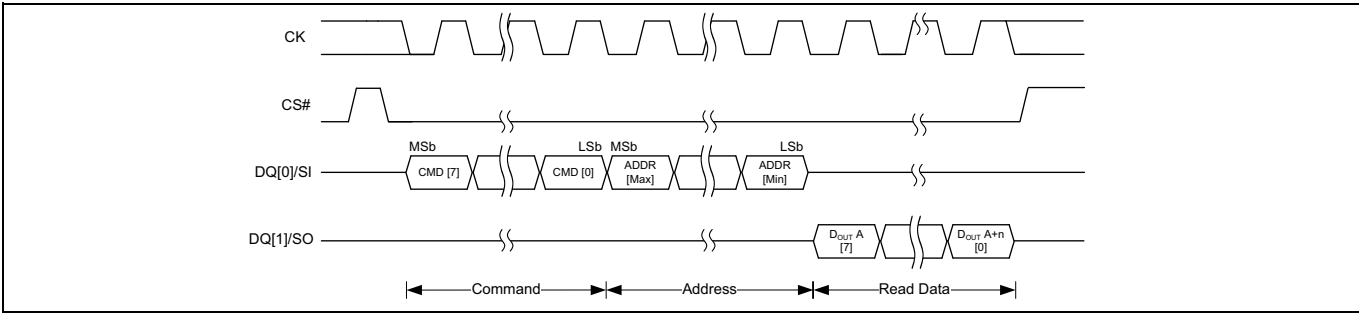 CK
CS#
MSb LSb MSb LSb
DQ[0]/SI CMD [7] CMD [0] ADDR [Max] ADDR [Min]
DQ[1]/SO DOUT A [7] DOUT A+n [0]
Command Address Read Data